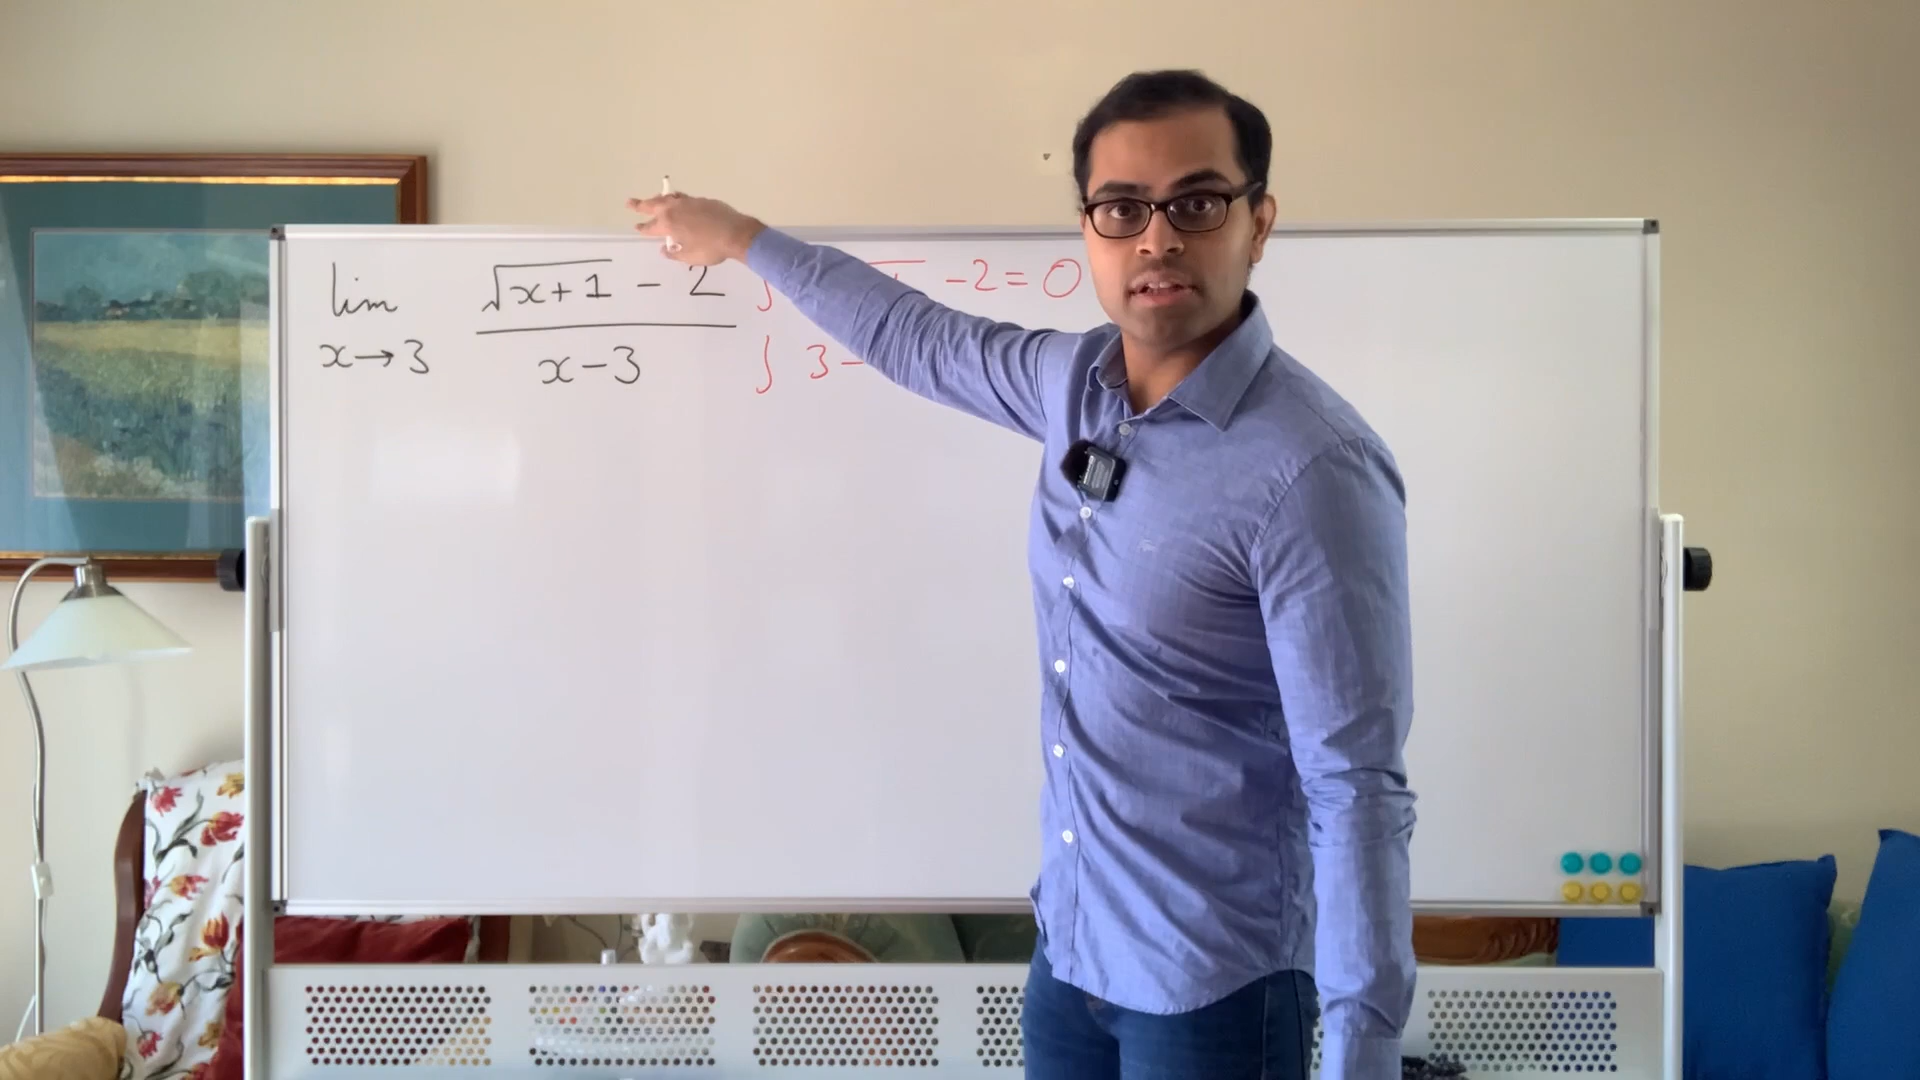 lim √x+1 - 2 ∫ -2=0
x→3 x-3 ∫ 3-